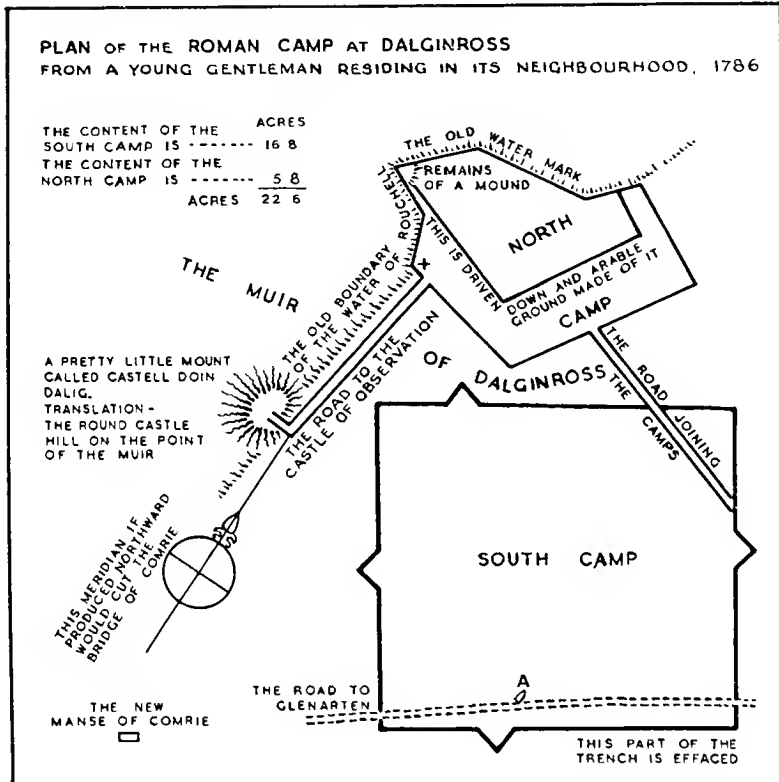 PLAN OF THE ROMAN CAMP AT DALGINROSS
FROM A YOUNG GENTLEMAN RESIDING IN ITS NEIGHBOURHOOD, 1786
ACRES
THE CONTENT OF THE
SOUTH CAMP IS ------- 16 8
THE CONTENT OF THE
NORTH CAMP IS ------- 5 8
ACRES 22 6
THE OLD WATER MARK
REMAINS
OF A MOUND
NORTH
CAMP
THIS IS DRIVEN
DOWN AND ARABLE
GROUND MADE OF IT
THE MUIR
OF DALGINROSS
THE OLD BOUNDARY
OF THE WATER OF ROUCHELL
THE ROAD TO THE
CASTLE OF OBSERVATION
THE ROAD JOINING
THE CAMPS
A PRETTY LITTLE MOUNT
CALLED CASTELL DOIN
DALIG.
TRANSLATION -
THE ROUND CASTLE
HILL ON THE POINT
OF THE MUIR
THIS MERIDIAN IF
PRODUCED NORTHWARD
WOULD CUT THE
BRIDGE OF COMRIE
SOUTH CAMP
A
THE ROAD TO
GLENARTEN
THE NEW
MANSE OF COMRIE
THIS PART OF THE
TRENCH IS EFFACED